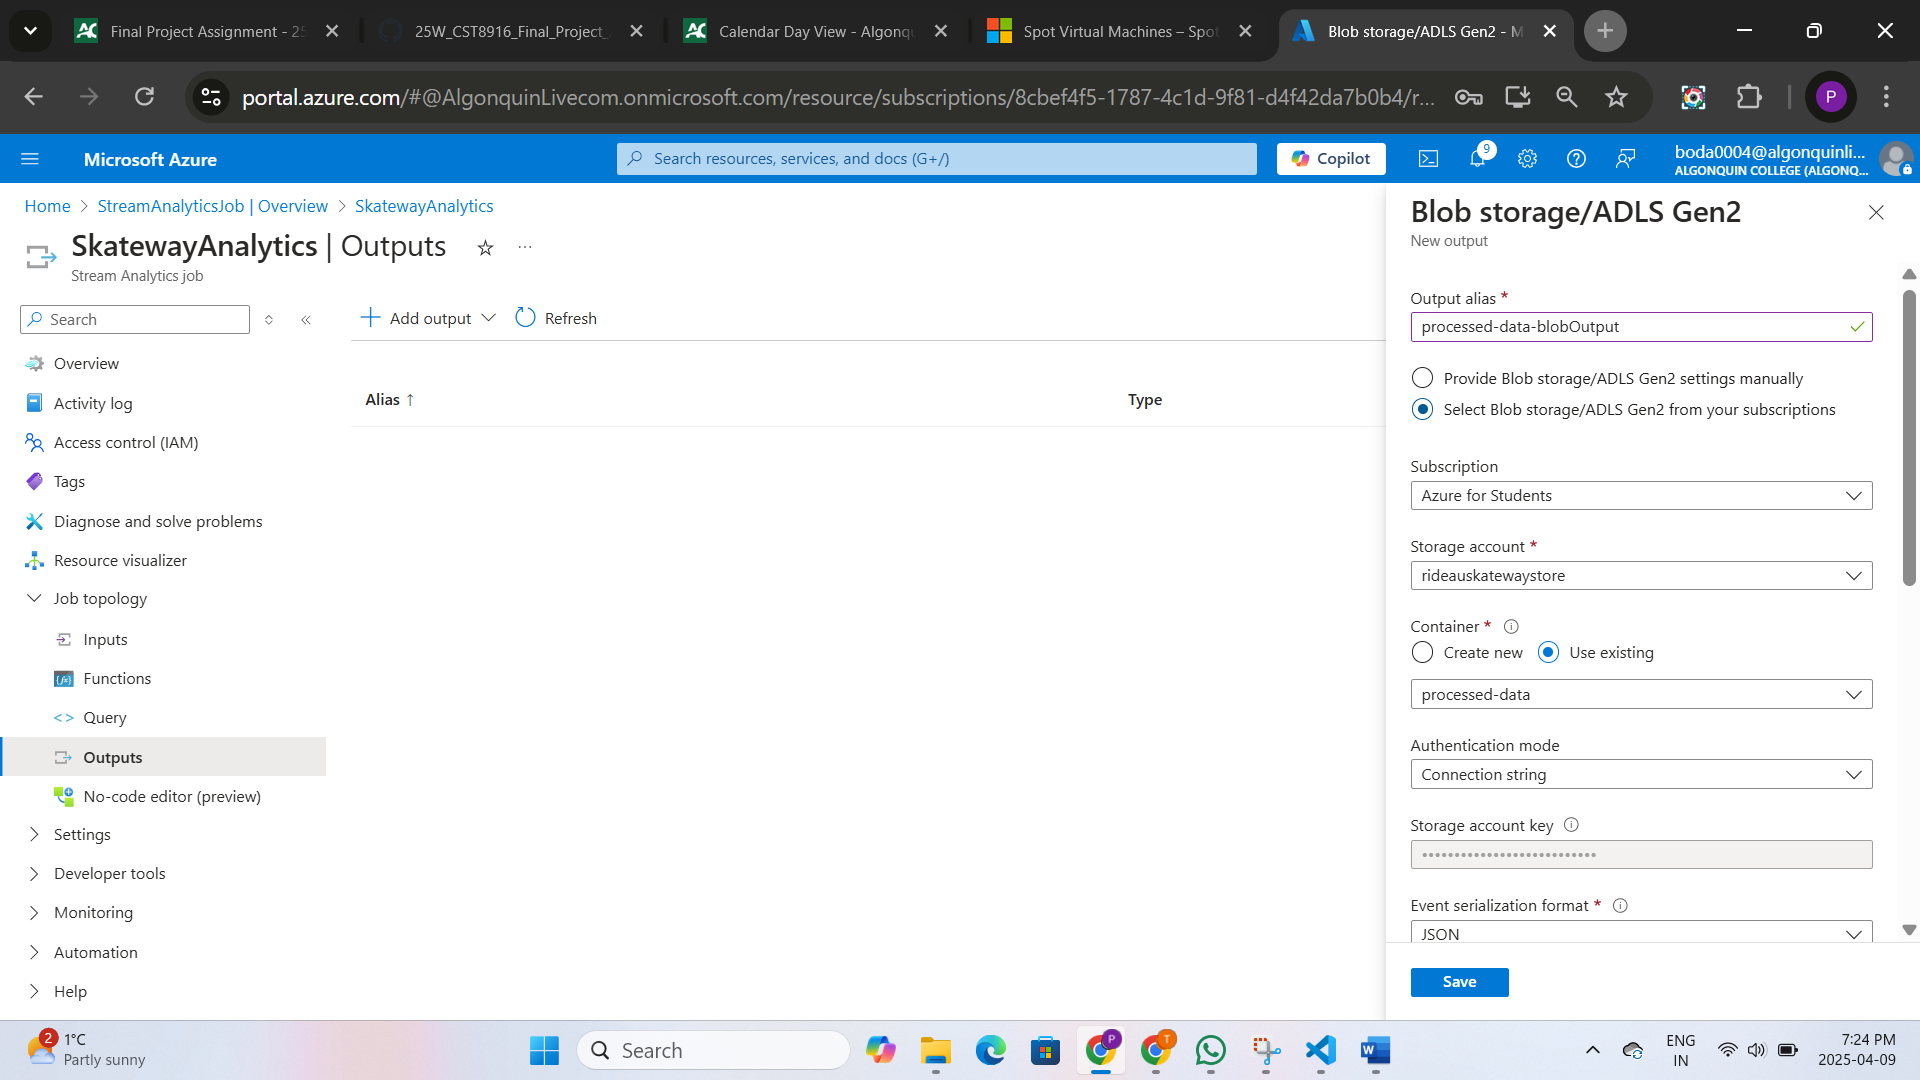 Final Project Assignment - 25
25W_CST8916_Final_Project_
Calendar Day View - Algonqu
Spot Virtual Machines – Spot
Blob storage/ADLS Gen2 - M
portal.azure.com/#@AlgonquinLivecom.onmicrosoft.com/resource/subscriptions/8cbef4f5-1787-4c1d-9f81-d4f42da7b0b4/r...
P
Microsoft Azure
Search resources, services, and docs (G+/)
Copilot
9
boda0004@algonquinli...
ALGONQUIN COLLEGE (ALGONQ...
Home > StreamAnalyticsJob | Overview > SkatewayAnalytics
SkatewayAnalytics | Outputs
Stream Analytics job
Search
Overview
Activity log
Access control (IAM)
Tags
Diagnose and solve problems
Resource visualizer
Job topology
Inputs
Functions
Query
Outputs
No-code editor (preview)
Settings
Developer tools
Monitoring
Automation
Help
Add output
Refresh
Alias ↑
Type
Blob storage/ADLS Gen2
New output
Output alias *
processed-data-blobOutput
Provide Blob storage/ADLS Gen2 settings manually
Select Blob storage/ADLS Gen2 from your subscriptions
Subscription
Azure for Students
Storage account *
rideauskatewaystore
Container *
Create new
Use existing
processed-data
Authentication mode
Connection string
Storage account key
•••••••••••••••••••••••••••
Event serialization format *
JSON
Save
2
1°C
Partly sunny
Search
P
T
ENG
IN
7:24 PM
2025-04-09